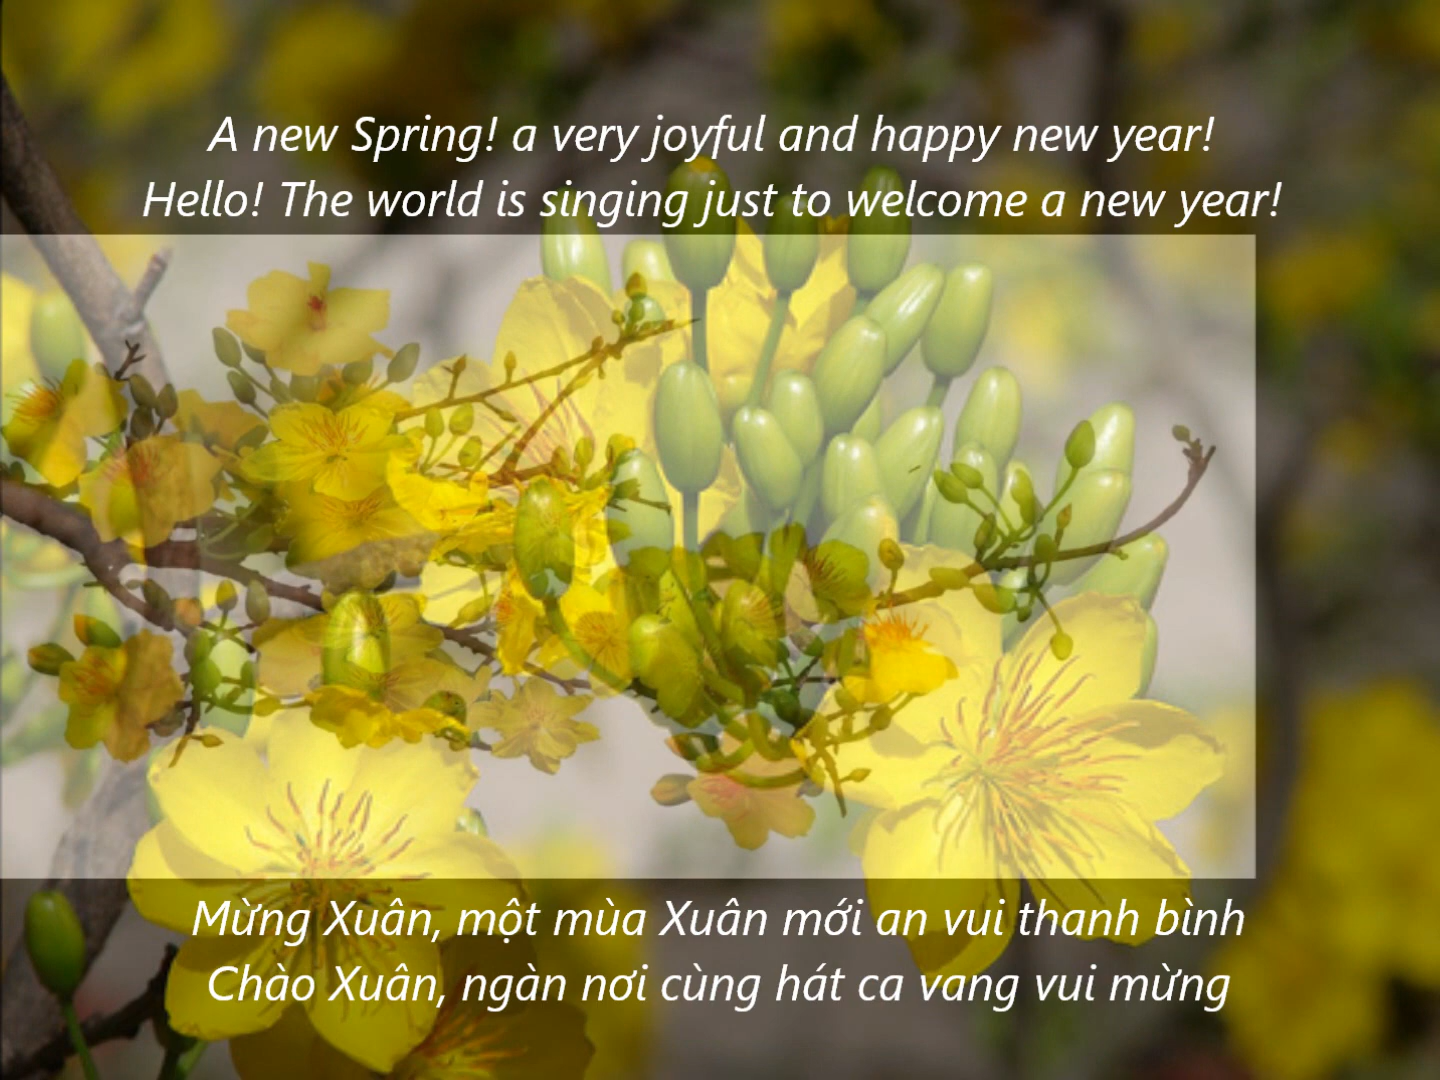 A new Spring! a very joyful and happy new year!
Hello! The world is singing just to welcome a new year!
Mừng Xuân, một mùa Xuân mới an vui thanh bình
Chào Xuân, ngàn nơi cùng hát ca vang vui mừng